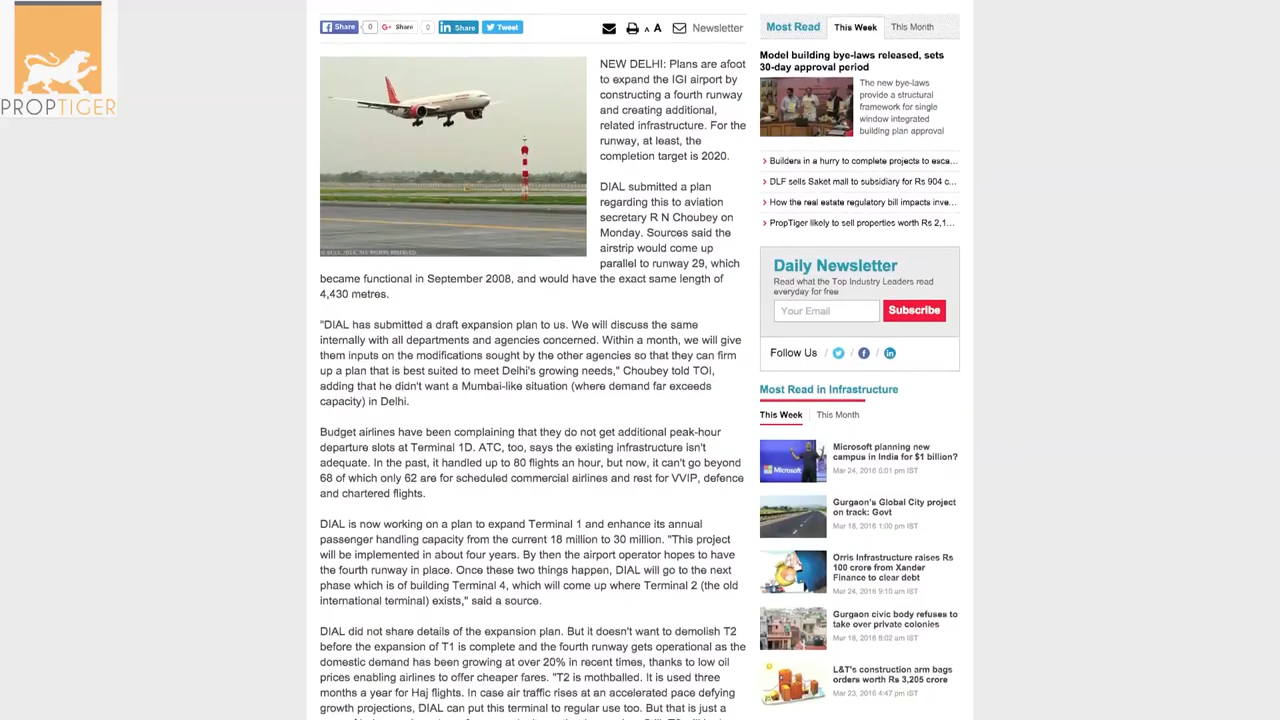 PROPTIGER
Share 0 Share 0 Share Tweet
A A Newsletter
NEW DELHI: Plans are afoot
to expand the IGI airport by
constructing a fourth runway
and creating additional,
related infrastructure. For the
runway, at least, the
completion target is 2020.
DIAL submitted a plan
regarding this to aviation
secretary R N Choubey on
Monday. Sources said the
airstrip would come up
parallel to runway 29, which
became functional in September 2008, and would have the exact same length of
4,430 metres.
"DIAL has submitted a draft expansion plan to us. We will discuss the same
internally with all departments and agencies concerned. Within a month, we will give
them inputs on the modifications sought by the other agencies so that they can firm
up a plan that is best suited to meet Delhi's growing needs," Choubey told TOI,
adding that he didn't want a Mumbai-like situation (where demand far exceeds
capacity) in Delhi.
Budget airlines have been complaining that they do not get additional peak-hour
departure slots at Terminal 1D. ATC, too, says the existing infrastructure isn't
adequate. In the past, it handled up to 80 flights an hour, but now, it can't go beyond
68 of which only 62 are for scheduled commercial airlines and rest for VVIP, defence
and chartered flights.
DIAL is now working on a plan to expand Terminal 1 and enhance its annual
passenger handling capacity from the current 18 million to 30 million. "This project
will be implemented in about four years. By then the airport operator hopes to have
the fourth runway in place. Once these two things happen, DIAL will go to the next
phase which is of building Terminal 4, which will come up where Terminal 2 (the old
international terminal) exists," said a source.
DIAL did not share details of the expansion plan. But it doesn't want to demolish T2
before the expansion of T1 is complete and the fourth runway gets operational as the
domestic demand has been growing at over 20% in recent times, thanks to low oil
prices enabling airlines to offer cheaper fares. "T2 is mothballed. It is used three
months a year for Haj flights. In case air traffic rises at an accelerated pace defying
growth projections, DIAL can put this terminal to regular use too. But that is just a
Most Read This Week This Month
Model building bye-laws released, sets
30-day approval period
The new bye-laws
provide a structural
framework for single
window integrated
building plan approval
Builders in a hurry to complete projects to esca...
DLF sells Saket mall to subsidiary for Rs 904 c...
How the real estate regulatory bill impacts inve...
PropTiger likely to sell properties worth Rs 2,1...
Daily Newsletter
Read what the Top Industry Leaders read
everyday for free
Your Email Subscribe
Follow Us / / /
Most Read in Infrastructure
This Week This Month
Microsoft
Microsoft planning new
campus in India for $1 billion?
Mar 24, 2016 6:01 pm IST
Gurgaon's Global City project
on track: Govt
Mar 18, 2016 1:00 pm IST
Orris Infrastructure raises Rs
100 crore from Xander
Finance to clear debt
Mar 24, 2016 9:10 am IST
Gurgaon civic body refuses to
take over private colonies
Mar 18, 2016 8:02 am IST
L&T's construction arm bags
orders worth Rs 3,205 crore
Mar 23, 2016 4:47 pm IST